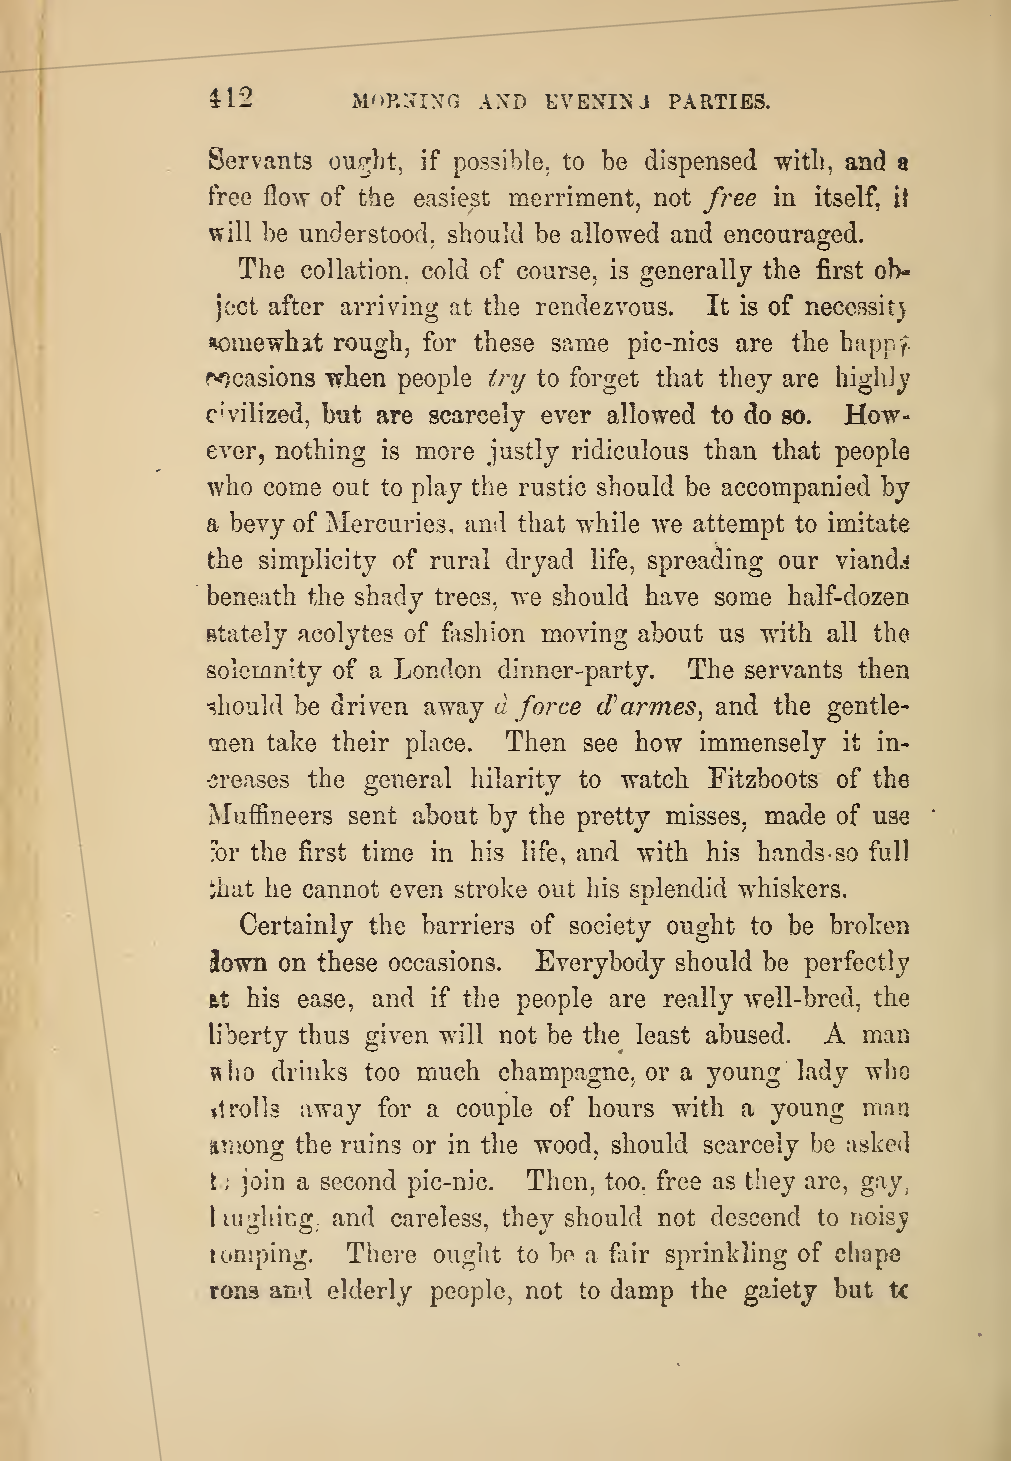 412 MORNING AND EVENING PARTIES.
Servants ought, if possible, to be dispensed with, and a
free flow of the easiest merriment, not free in itself, it
will be understood, should be allowed and encouraged.
The collation, cold of course, is generally the first ob-
ject after arriving at the rendezvous. It is of necessity
somewhat rough, for these same pic-nics are the happy
occasions when people try to forget that they are highly
civilized, but are scarcely ever allowed to do so. How-
ever, nothing is more justly ridiculous than that people
who come out to play the rustic should be accompanied by
a bevy of Mercuries, and that while we attempt to imitate
the simplicity of rural dryad life, spreading our viands
beneath the shady trees, we should have some half-dozen
stately acolytes of fashion moving about us with all the
solemnity of a London dinner-party. The servants then
should be driven away à force d'armes, and the gentle-
men take their place. Then see how immensely it in-
creases the general hilarity to watch Fitzboots of the
Muffineers sent about by the pretty misses, made of use
for the first time in his life, and with his hands so full
that he cannot even stroke out his splendid whiskers.
Certainly the barriers of society ought to be broken
down on these occasions. Everybody should be perfectly
at his ease, and if the people are really well-bred, the
liberty thus given will not be the least abused. A man
who drinks too much champagne, or a young lady who
strolls away for a couple of hours with a young man
among the ruins or in the wood, should scarcely be asked
to join a second pic-nic. Then, too, free as they are, gay,
laughing, and careless, they should not descend to noisy
romping. There ought to be a fair sprinkling of chape
rons and elderly people, not to damp the gaiety but to